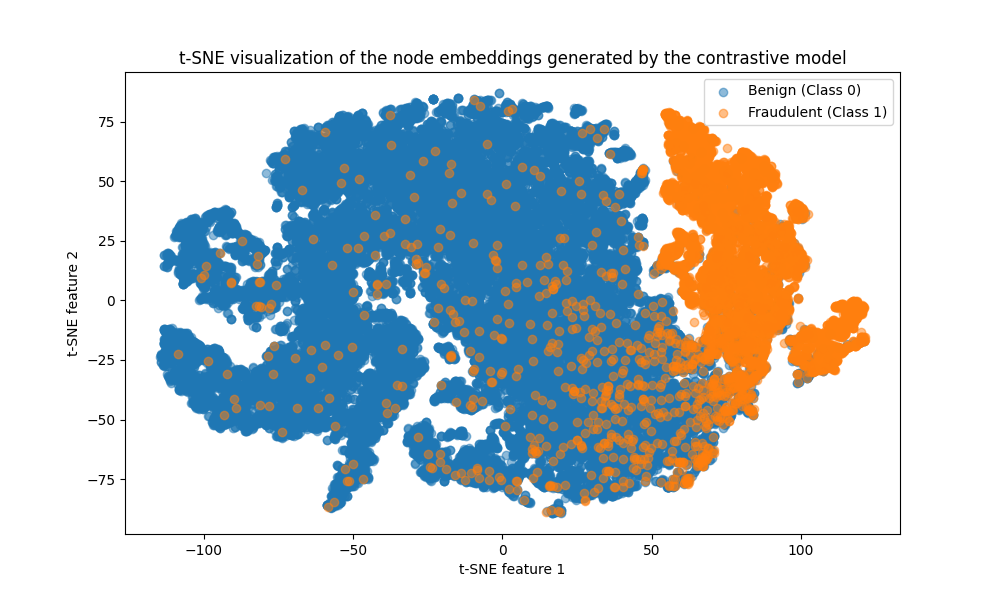 t-SNE visualization of the node embeddings generated by the contrastive model
Benign (Class 0)
Fraudulent (Class 1)
t-SNE feature 2
75
50
25
0
−25
−50
−75
−100
−50
0
50
100
t-SNE feature 1